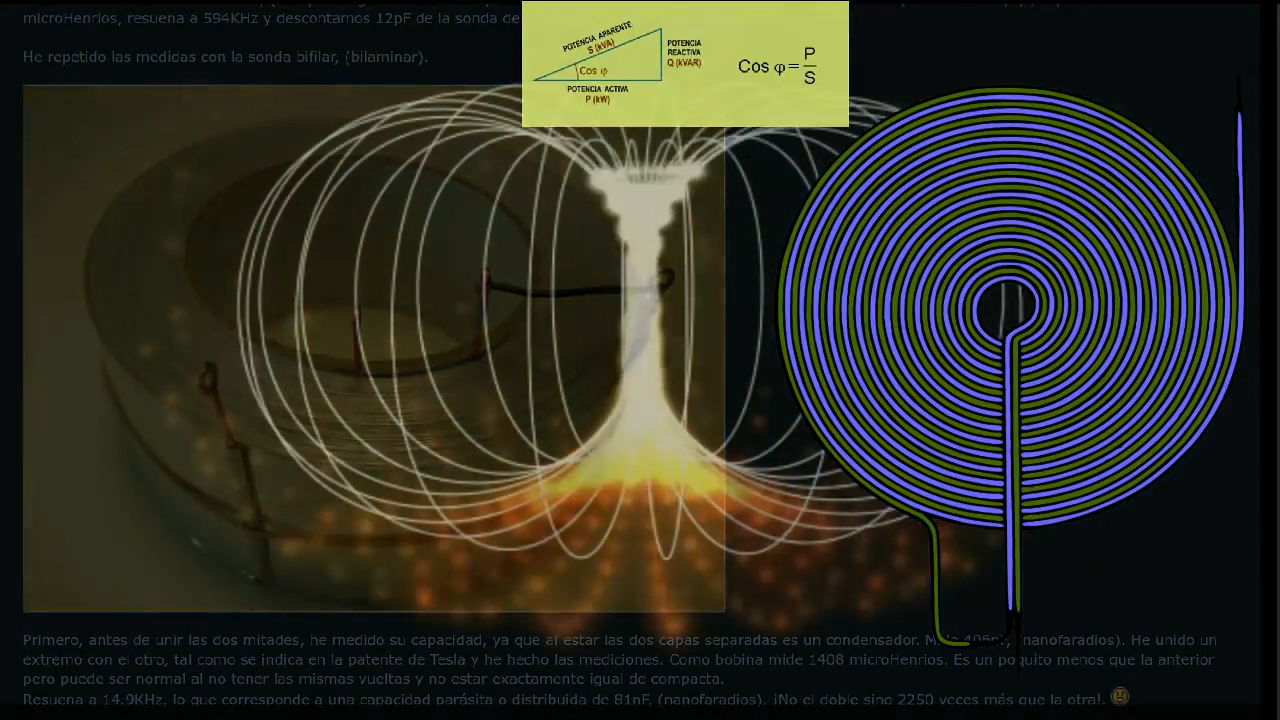 microHenrios, resuena a 594KHz y descontamos 12pF de la sonda de
He repetido las medidas con la sonda bifilar, (bilaminar).
POTENCIA APARENTE
S (kVA)
Cos φ
POTENCIA
REACTIVA
Q (kVAR)
POTENCIA ACTIVA
P (kW)
Cos φ = P
S
Primero, antes de unir las dos mitades, he medido su capacidad, ya que al estar las dos capas separadas es un condensador. (nanofaradios). He unido un
extremo con el otro, tal como se indica en la patente de Tesla y he hecho las mediciones. Como bobina mide 1408 microHenrios. Es un poquito menos que la anterior
pero puede ser normal al no tener las mismas vueltas y no estar exactamente igual de compacta.
Resuena a 14.9KHz, lo que corresponde a una capacidad parásita o distribuida de 81nF, (nanofaradios). ¡No el doble sino 2250 veces más que la otra!.